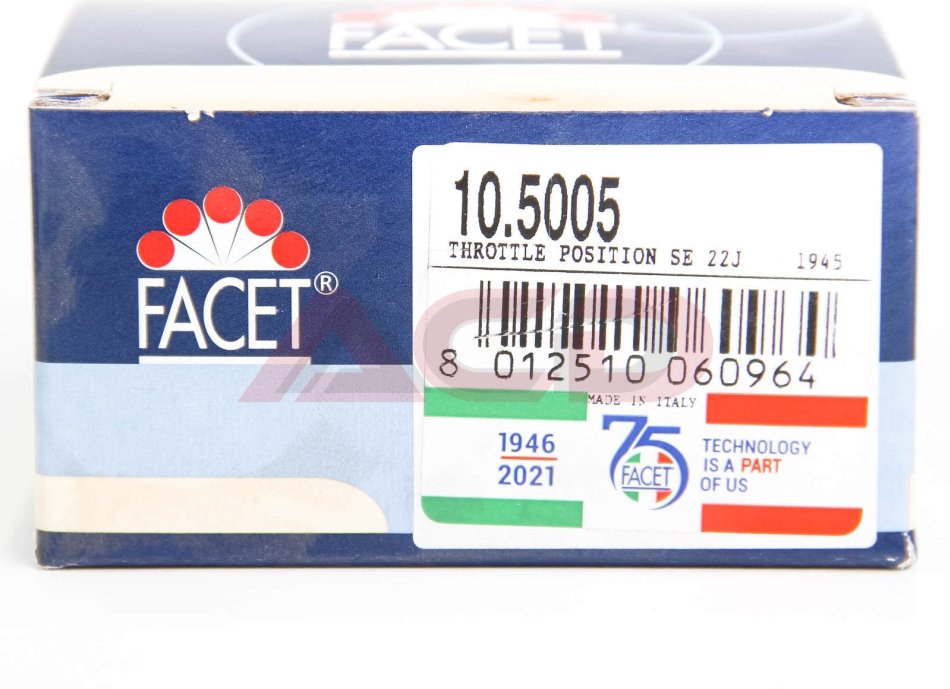 FACET
10.5005
THROTTLE POSITION SE 22J 1945
FACET®
ACD
8 012510 060964
MADE IN ITALY
1946
2021
75
FACET
TECHNOLOGY
IS A PART
OF US